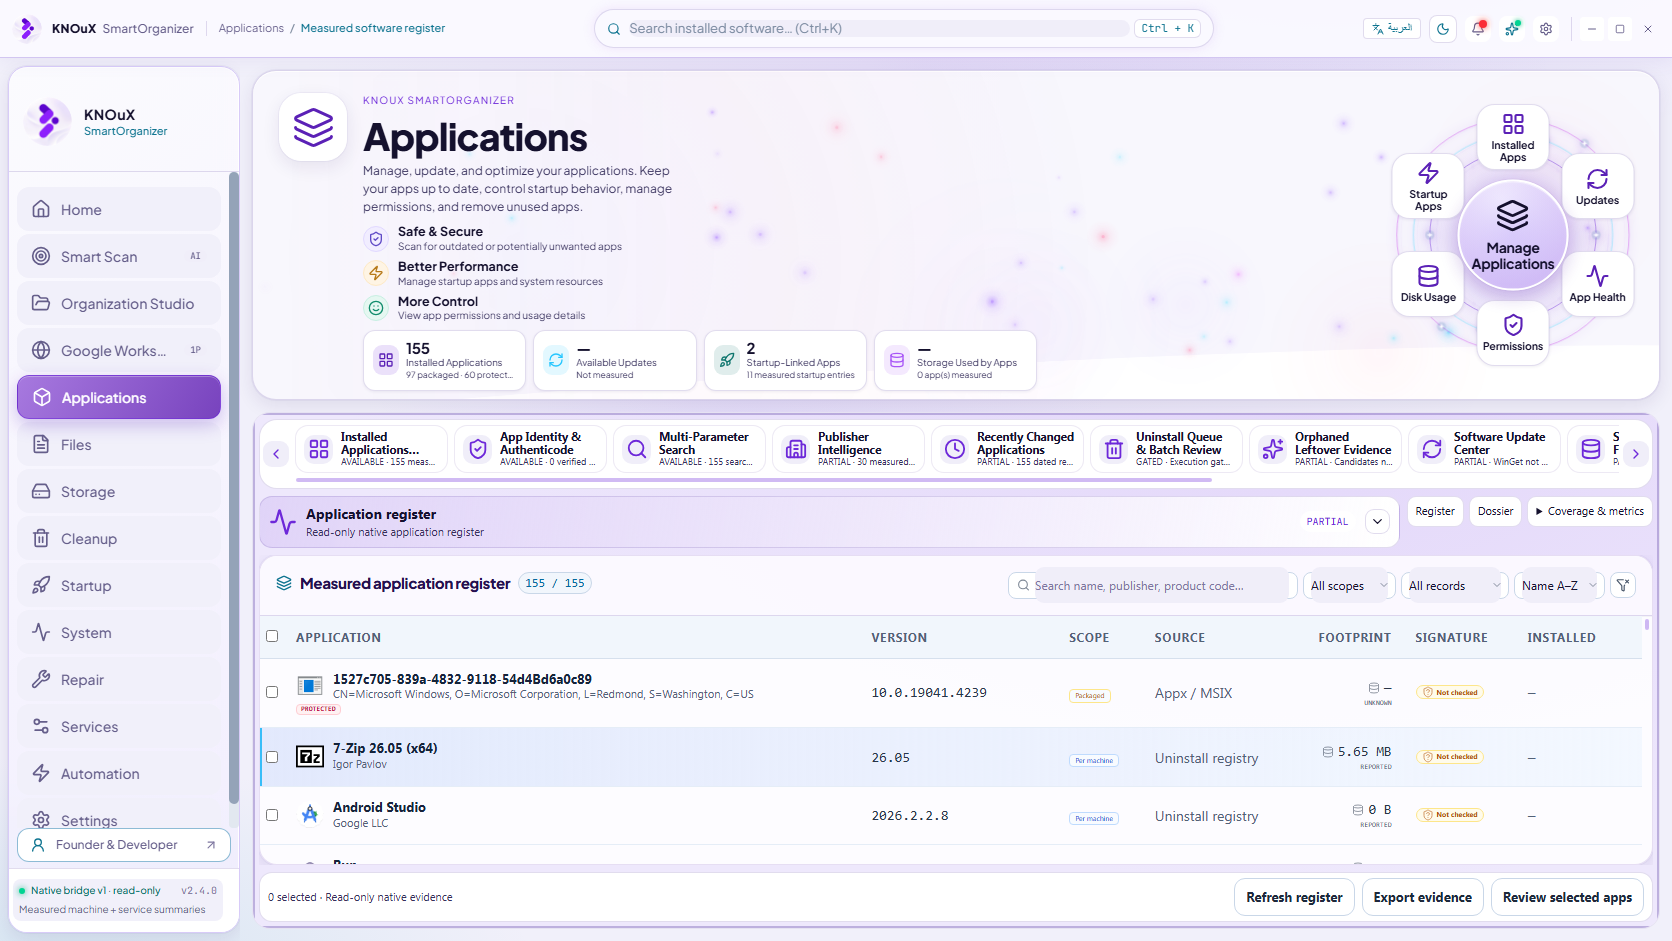 KNOuX SmartOrganizer
Applications / Measured software register
Search installed software... (Ctrl+K)
Ctrl + K
العربية
KNOuX
SmartOrganizer
Home
Smart Scan AI
Organization Studio
Google Works... 1P
Applications
Files
Storage
Cleanup
Startup
System
Repair
Services
Automation
Settings
Founder & Developer
Native bridge v1 · read-only v2.4.0
Measured machine + service summaries
KNOUX SMARTORGANIZER
Applications
Manage, update, and optimize your applications. Keep
your apps up to date, control startup behavior, manage
permissions, and remove unused apps.
Safe & Secure
Scan for outdated or potentially unwanted apps
Better Performance
Manage startup apps and system resources
More Control
View app permissions and usage details
155
Installed Applications
97 packaged · 60 protect...
—
Available Updates
Not measured
2
Startup-Linked Apps
11 measured startup entries
—
Storage Used by Apps
0 app(s) measured
Installed
Apps
Startup
Apps
Updates
Manage
Applications
Disk Usage
App Health
Permissions
Installed
Applications...
AVAILABLE · 155 meas...
App Identity &
Authenticode
AVAILABLE · 0 verified ...
Multi-Parameter
Search
AVAILABLE · 155 searc...
Publisher
Intelligence
PARTIAL · 30 measured...
Recently Changed
Applications
PARTIAL · 155 dated re...
Uninstall Queue
& Batch Review
GATED · Execution gat...
Orphaned
Leftover Evidence
PARTIAL · Candidates n...
Software Update
Center
PARTIAL · WinGet not ...
Application register
Read-only native application register
PARTIAL
Register
Dossier
Coverage & metrics
Measured application register 155 / 155
Search name, publisher, product code...
All scopes
All records
Name A–Z
APPLICATION VERSION SCOPE SOURCE FOOTPRINT SIGNATURE INSTALLED
1527c705-839a-4832-9118-54d4Bd6a0c89
CN=Microsoft Windows, O=Microsoft Corporation, L=Redmond, S=Washington, C=US
PROTECTED
10.0.19041.4239
Packaged
Appx / MSIX
—
UNKNOWN
Not checked
—
7-Zip 26.05 (x64)
Igor Pavlov
26.05
Per machine
Uninstall registry
5.65 MB
REPORTED
Not checked
—
Android Studio
Google LLC
2026.2.2.8
Per machine
Uninstall registry
0 B
REPORTED
Not checked
—
0 selected · Read-only native evidence
Refresh register
Export evidence
Review selected apps